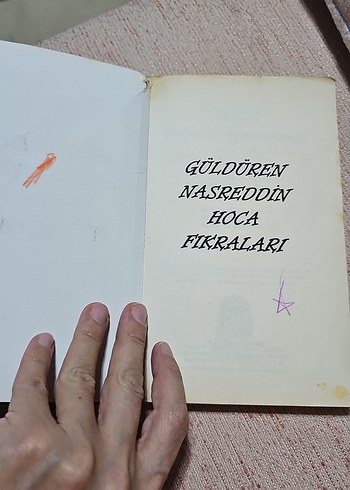 GÜLDÜREN
NASREDDİN
HOCA
FIKRALARI